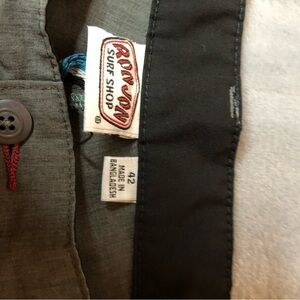 RON JON
SURF SHOP
®
42
MADE IN
BANGLADESH